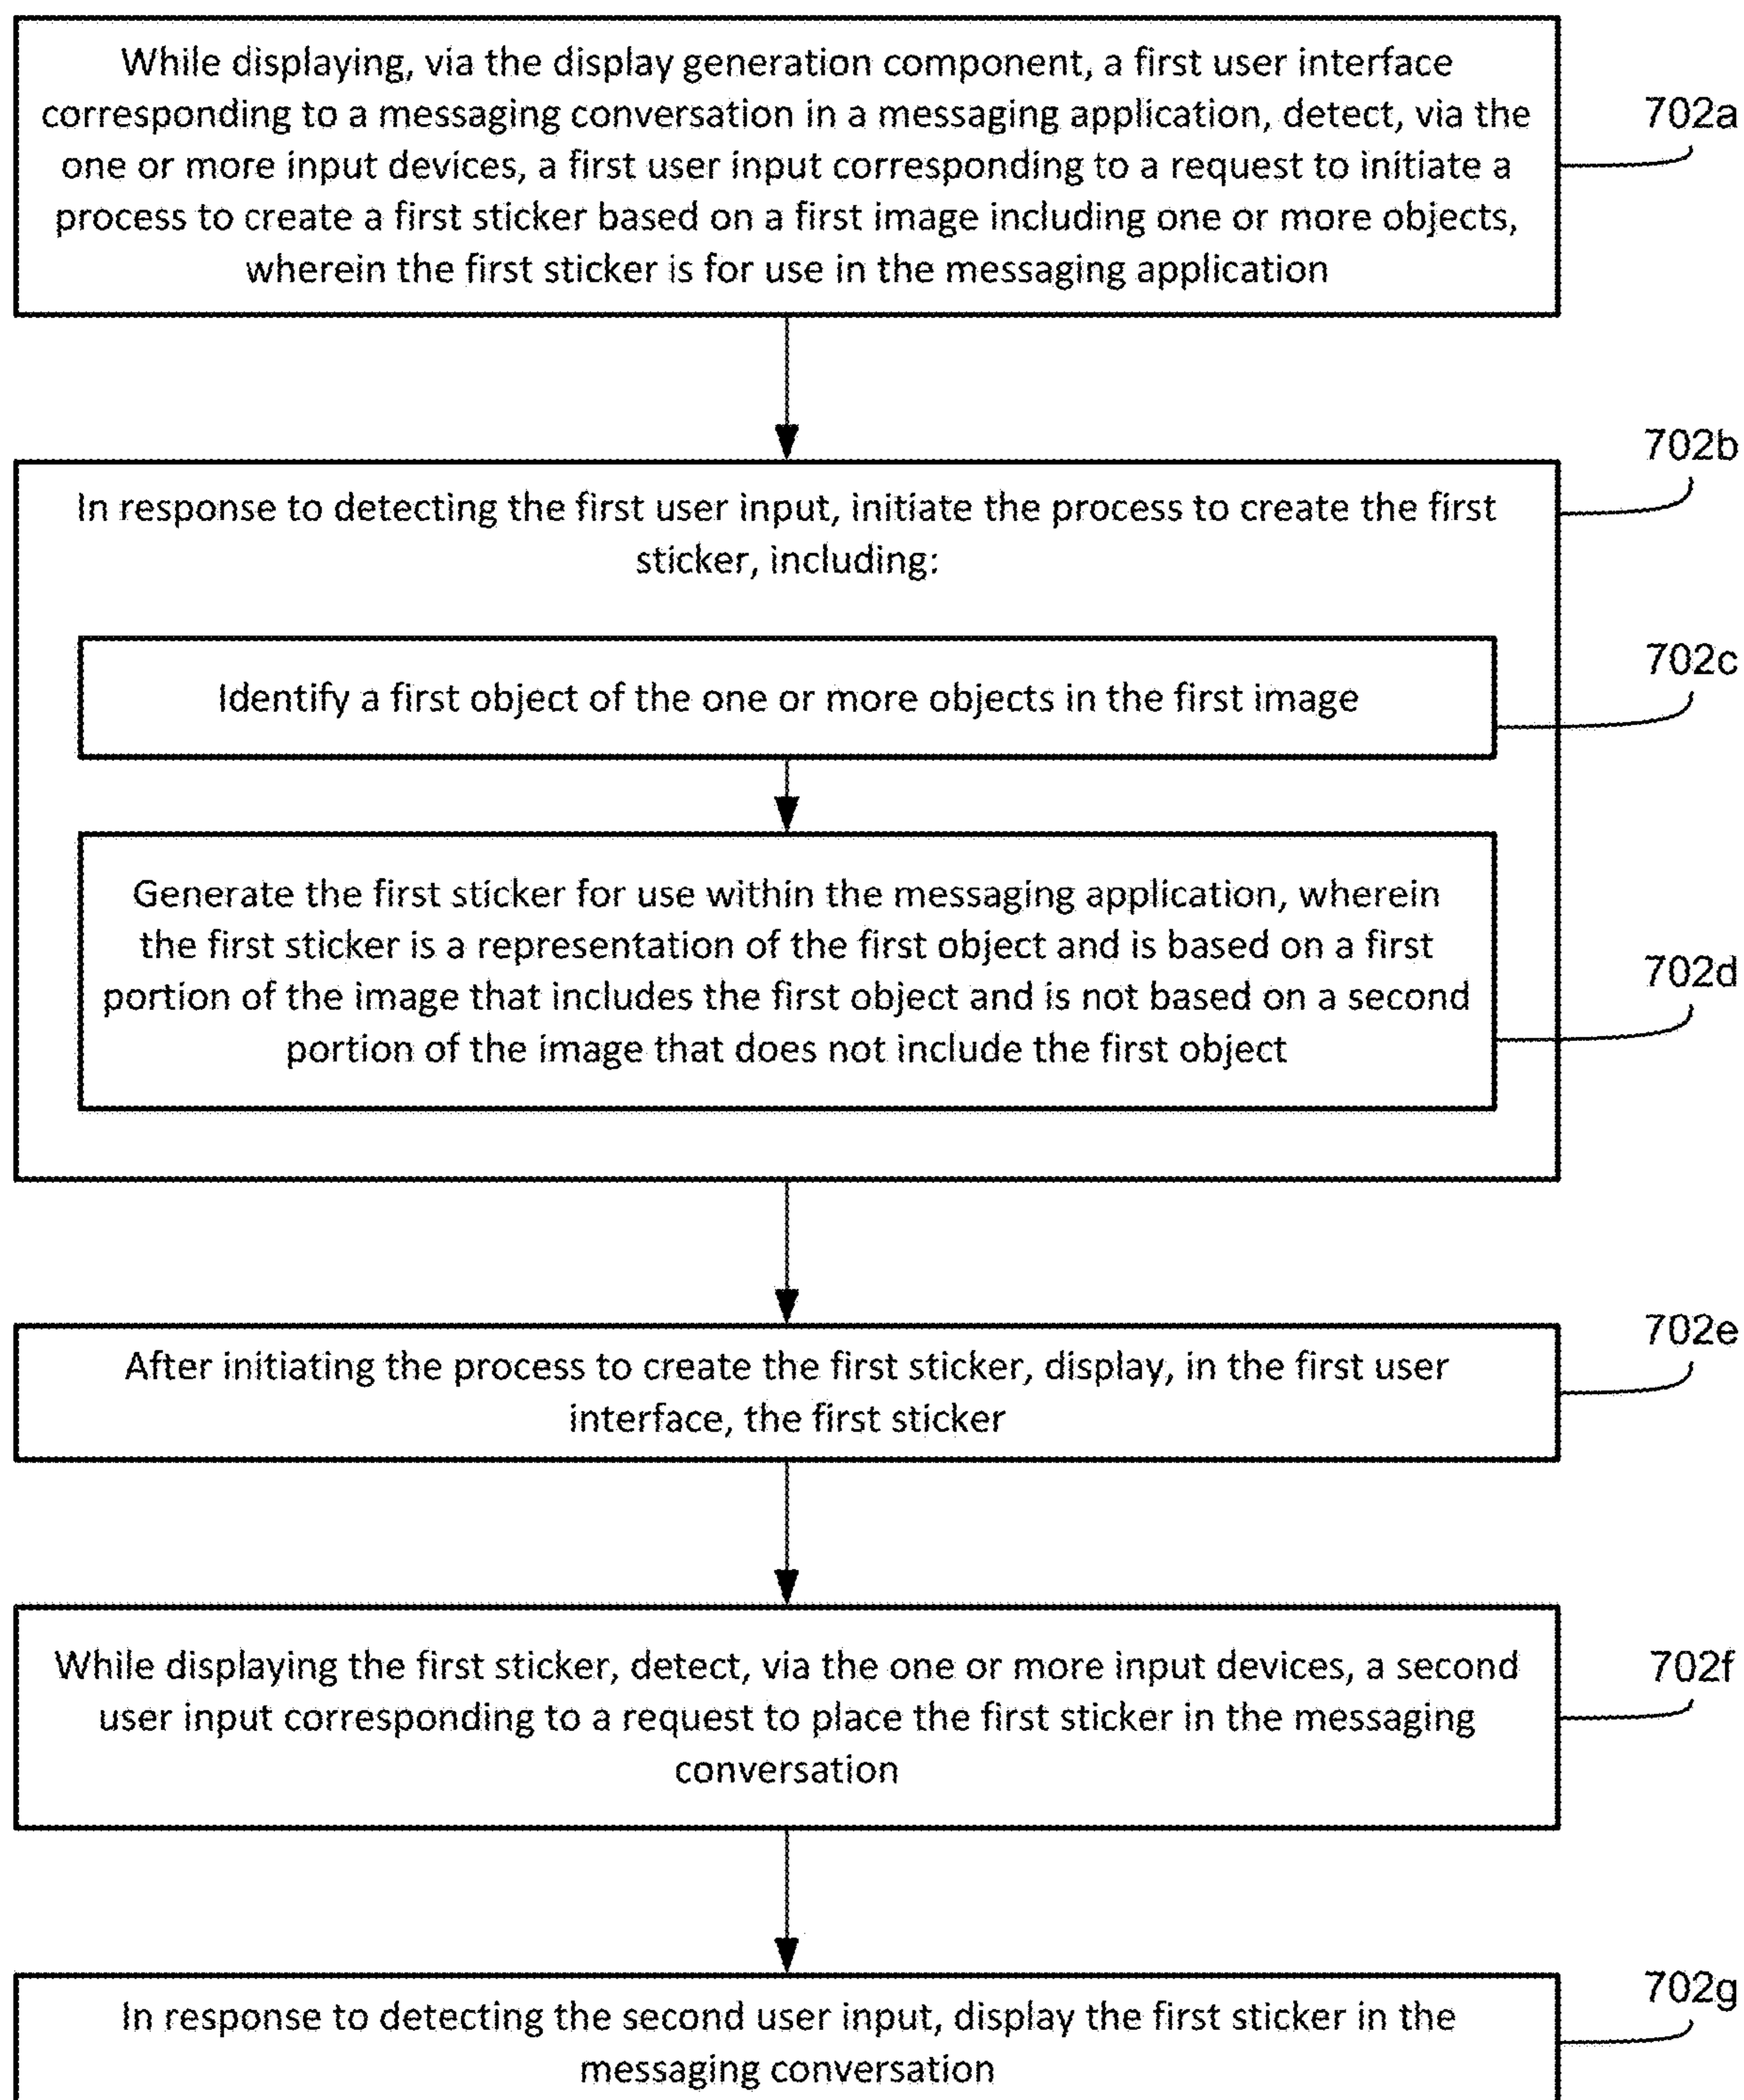 While displaying, via the display generation component, a first user interface
corresponding to a messaging conversation in a messaging application, detect, via the
one or more input devices, a first user input corresponding to a request to initiate a
process to create a first sticker based on a first image including one or more objects,
wherein the first sticker is for use in the messaging application
702a
702b
In response to detecting the first user input, initiate the process to create the first
sticker, including:
702c
Identify a first object of the one or more objects in the first image
Generate the first sticker for use within the messaging application, wherein
the first sticker is a representation of the first object and is based on a first
portion of the image that includes the first object and is not based on a second
portion of the image that does not include the first object
702d
702e
After initiating the process to create the first sticker, display, in the first user
interface, the first sticker
While displaying the first sticker, detect, via the one or more input devices, a second
user input corresponding to a request to place the first sticker in the messaging
conversation
702f
702g
In response to detecting the second user input, display the first sticker in the
messaging conversation